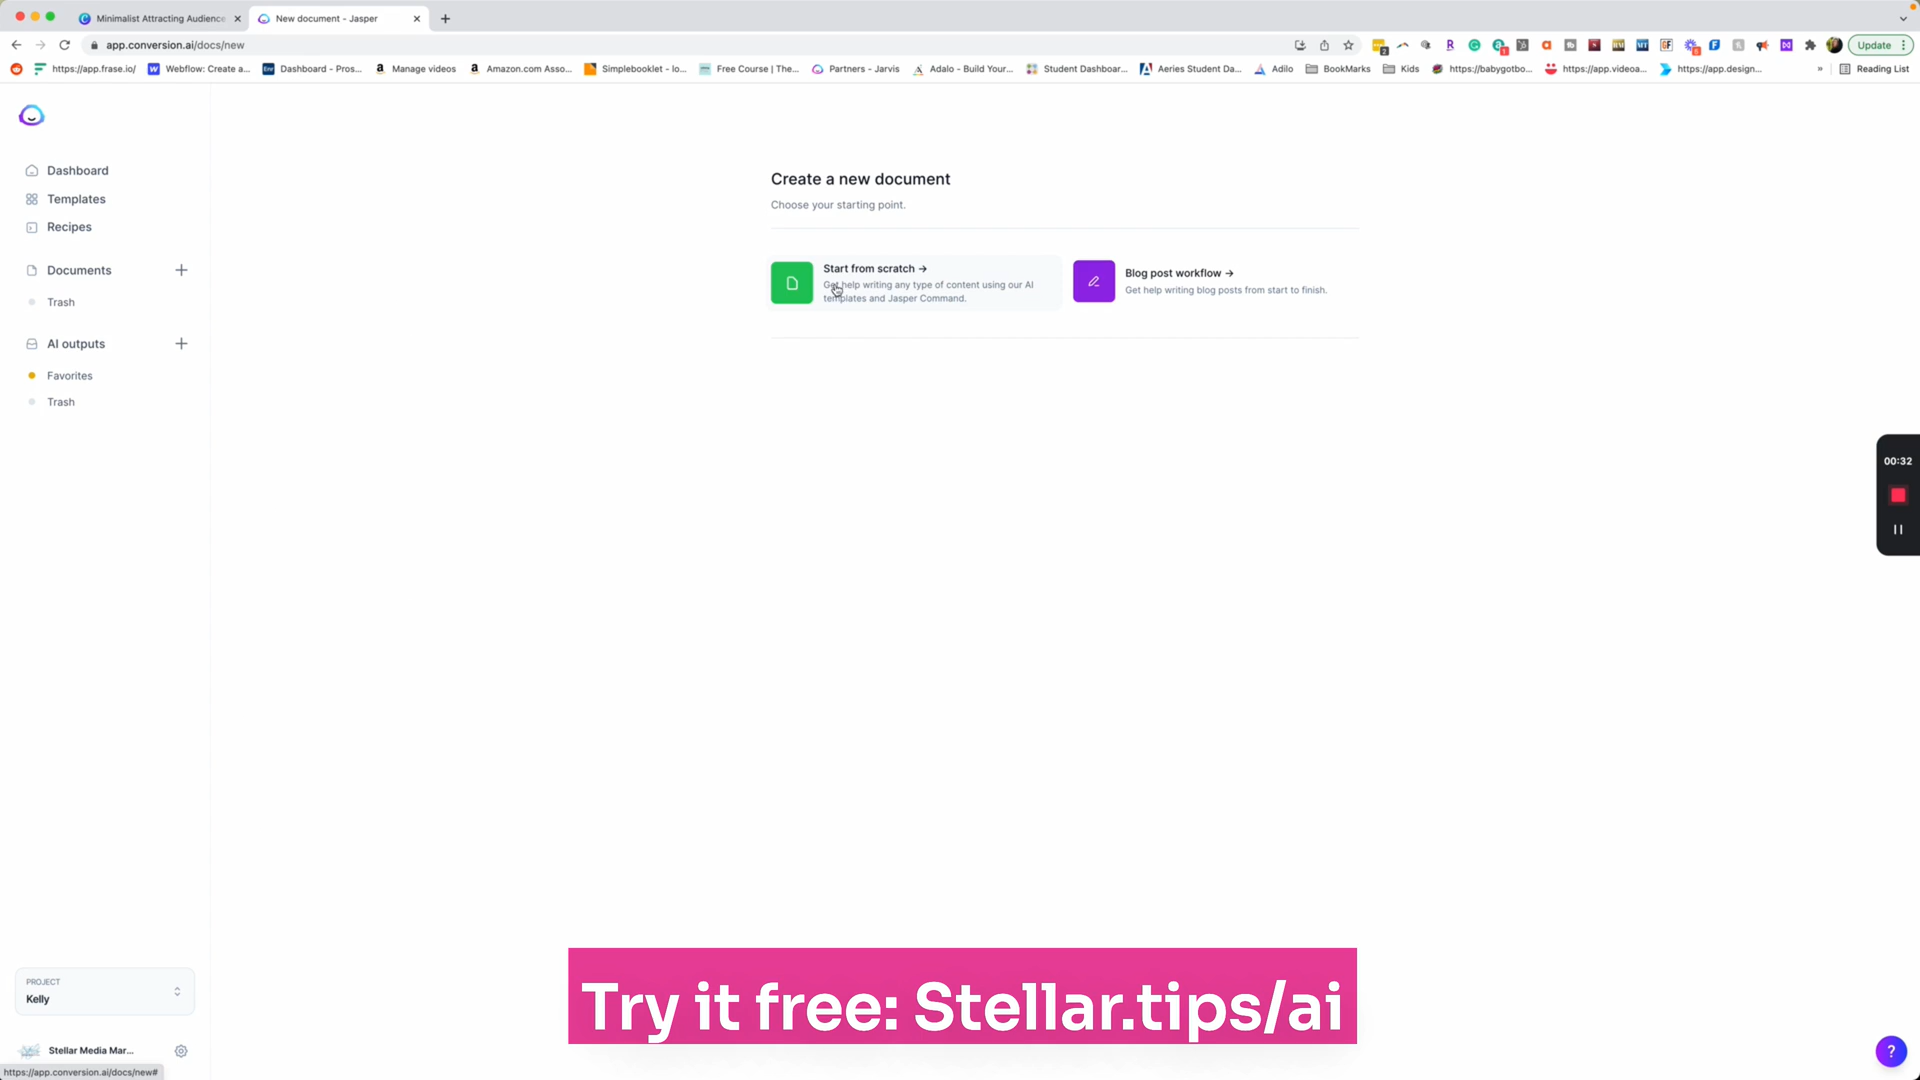 Minimalist Attracting Audience
New document - Jasper
app.conversion.ai/docs/new
Update
https://app.frase.io/
Webflow: Create a...
Dashboard - Pros...
Manage videos
Amazon.com Asso...
Simplebooklet - lo...
Free Course | The...
Partners - Jarvis
Adalo - Build Your...
Student Dashboar...
Aeries Student Da...
Adilo
BookMarks
Kids
https://babygotbo...
https://app.videoa...
https://app.design...
»
Reading List
Dashboard
Templates
Recipes
Documents
Trash
AI outputs
Favorites
Trash
Create a new document
Choose your starting point.
Start from scratch →
Get help writing any type of content using our AI
templates and Jasper Command.
Blog post workflow →
Get help writing blog posts from start to finish.
00:32
PROJECT
Kelly
Stellar Media Mar...
https://app.conversion.ai/docs/new#
Try it free: Stellar.tips/ai
?